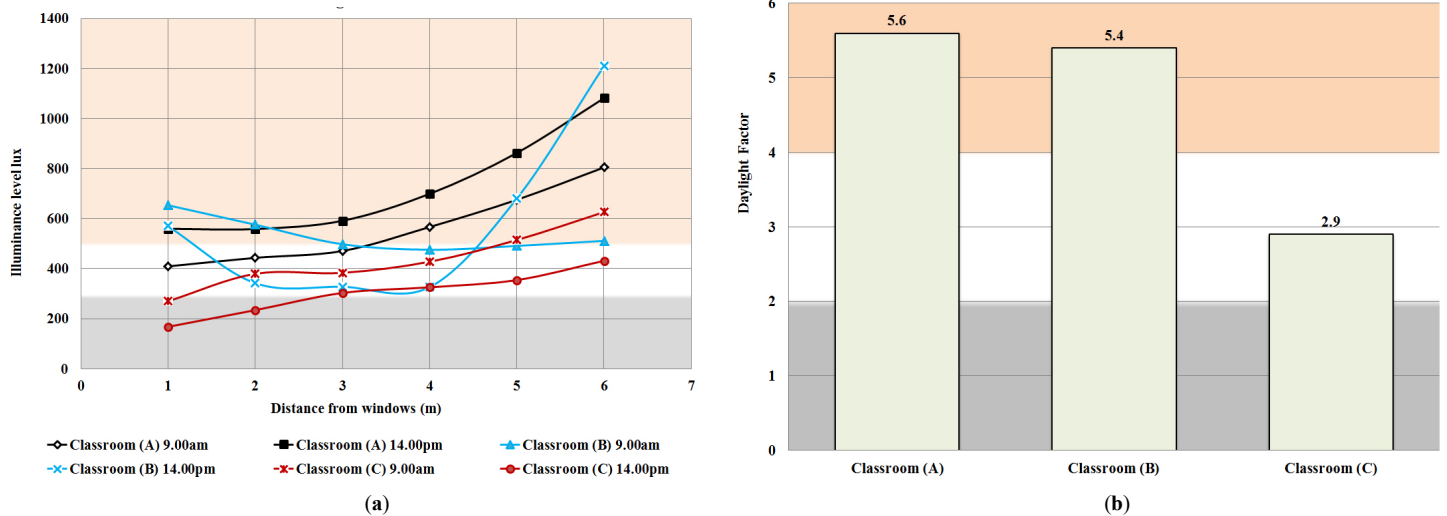 1400
1200
1000
800
600
400
200
0
Illuminance level lux
0 1 2 3 4 5 6 7
Distance from windows (m)
Classroom (A) 9.00am Classroom (A) 14.00pm Classroom (B) 9.00am
Classroom (B) 14.00pm Classroom (C) 9.00am Classroom (C) 14.00pm
(a)
6
5
4
3
2
1
0
Daylight Factor
5.6
5.4
2.9
Classroom (A) Classroom (B) Classroom (C)
(b)